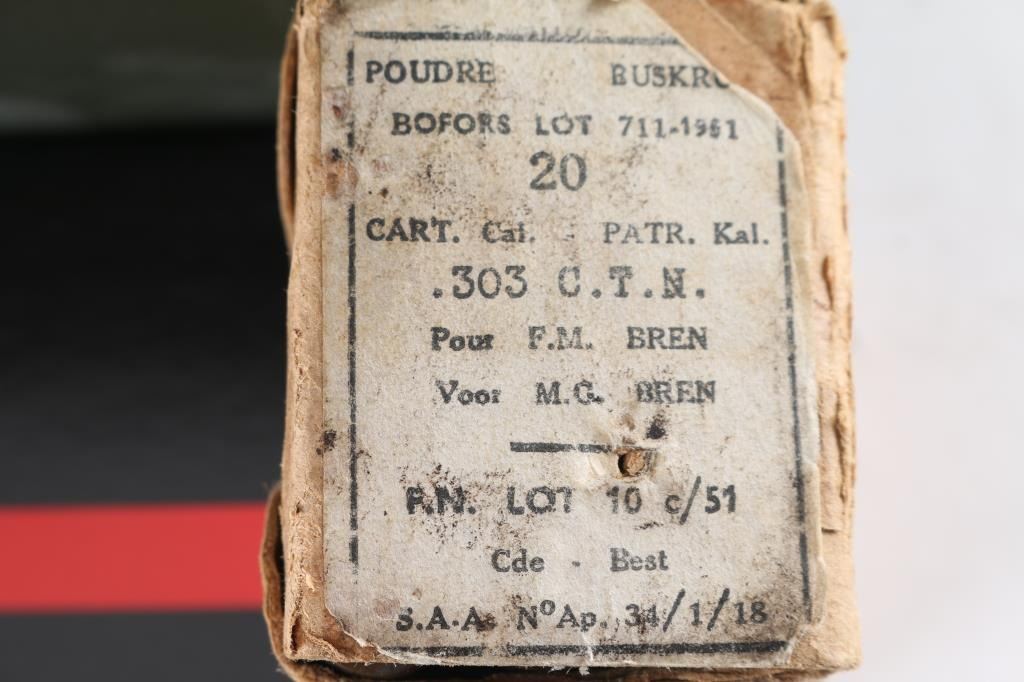 POUDRE BUSKRU
BOFORS LOT 711-1951
20
CART. Cal. - PATR. Kal.
.303 C.T.N.
Pour F.M. BREN
Voor M.G. BREN
F.N. LOT 10 c/51
Cde - Best
S.A.A. NºAp. 34/1/18